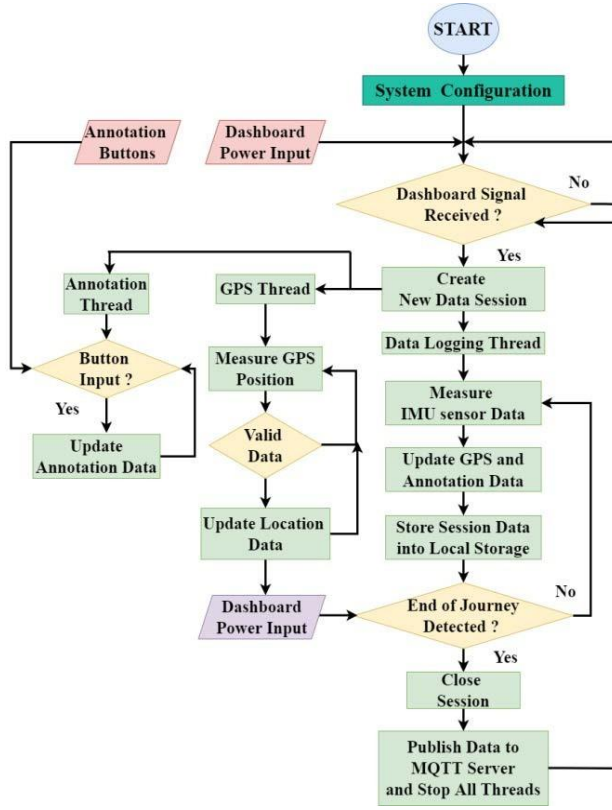 START
System Configuration
Annotation
Buttons
Dashboard
Power Input
Dashboard Signal
Received ?
No
Yes
Annotation
Thread
GPS Thread
Create
New Data Session
Data Logging Thread
Button
Input ?
Yes
Update
Annotation Data
Measure GPS
Position
Valid
Data
Update Location
Data
Measure
IMU sensor Data
Update GPS and
Annotation Data
Store Session Data
into Local Storage
Dashboard
Power Input
End of Journey
Detected ?
No
Yes
Close
Session
Publish Data to
MQTT Server
and Stop All Threads